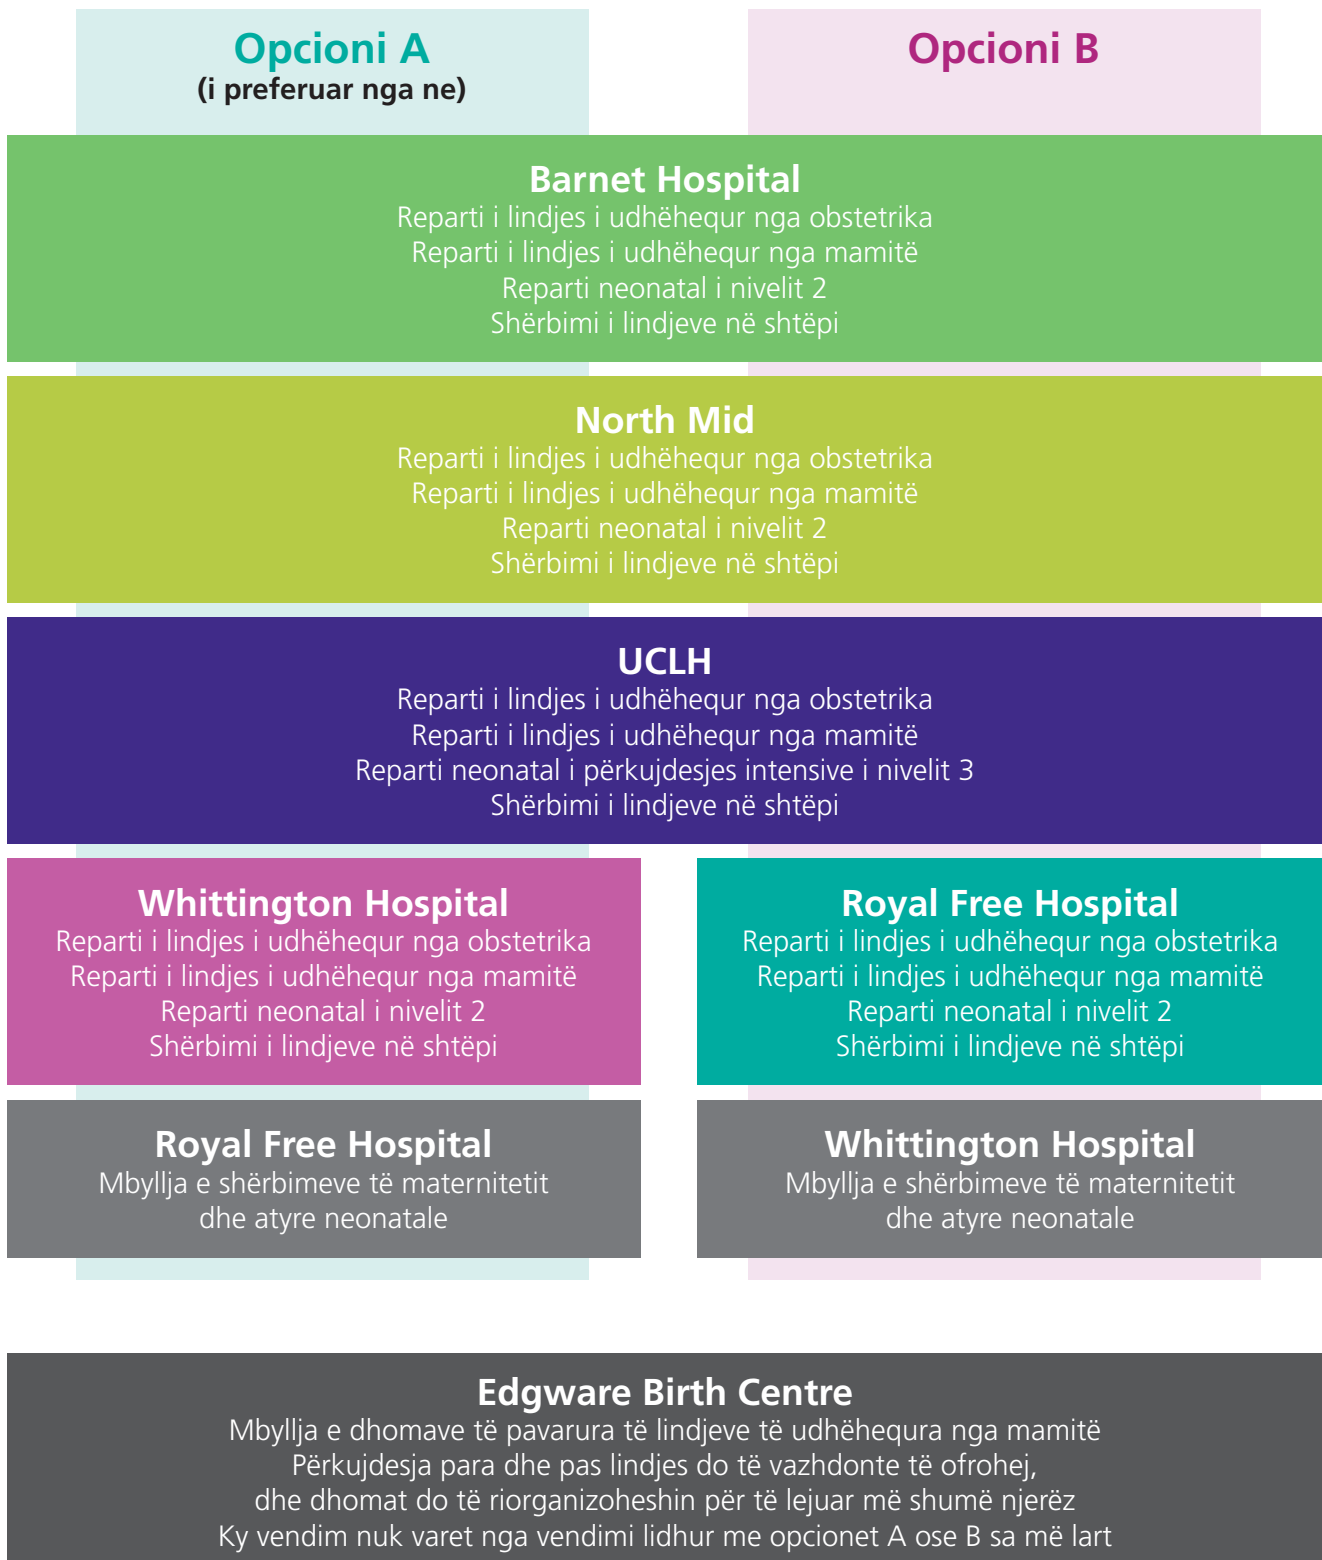 Opcioni A
(i preferuar nga ne)
Opcioni B
Barnet Hospital
Reparti i lindjes i udhëhequr nga obstetrika
Reparti i lindjes i udhëhequr nga mamitë
Reparti neonatal i nivelit 2
Shërbimi i lindjeve në shtëpi
North Mid
Reparti i lindjes i udhëhequr nga obstetrika
Reparti i lindjes i udhëhequr nga mamitë
Reparti neonatal i nivelit 2
Shërbimi i lindjeve në shtëpi
UCLH
Reparti i lindjes i udhëhequr nga obstetrika
Reparti i lindjes i udhëhequr nga mamitë
Reparti neonatal i përkujdesjes intensive i nivelit 3
Shërbimi i lindjeve në shtëpi
Whittington Hospital
Reparti i lindjes i udhëhequr nga obstetrika
Reparti i lindjes i udhëhequr nga mamitë
Reparti neonatal i nivelit 2
Shërbimi i lindjeve në shtëpi
Royal Free Hospital
Reparti i lindjes i udhëhequr nga obstetrika
Reparti i lindjes i udhëhequr nga mamitë
Reparti neonatal i nivelit 2
Shërbimi i lindjeve në shtëpi
Royal Free Hospital
Mbyllja e shërbimeve të maternitetit
dhe atyre neonatale
Whittington Hospital
Mbyllja e shërbimeve të maternitetit
dhe atyre neonatale
Edgware Birth Centre
Mbyllja e dhomave të pavarura të lindjeve të udhëhequra nga mamitë
Përkujdesja para dhe pas lindjes do të vazhdonte të ofrohej,
dhe dhomat do të riorganizoheshin për të lejuar më shumë njerëz
Ky vendim nuk varet nga vendimi lidhur me opcionet A ose B sa më lart